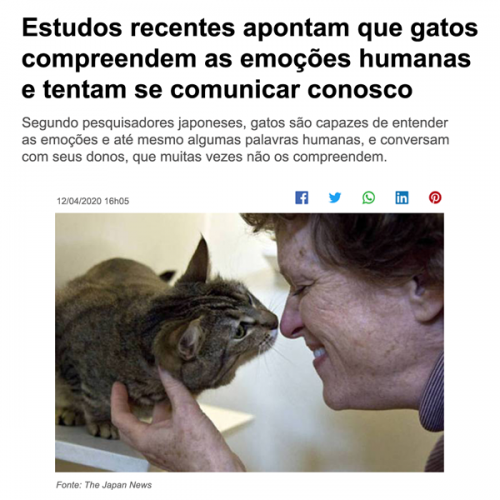 Estudos recentes apontam que gatos
compreendem as emoções humanas
e tentam se comunicar conosco
Segundo pesquisadores japoneses, gatos são capazes de entender
as emoções e até mesmo algumas palavras humanas, e conversam
com seus donos, que muitas vezes não os compreendem.
12/04/2020 16h05
Fonte: The Japan News